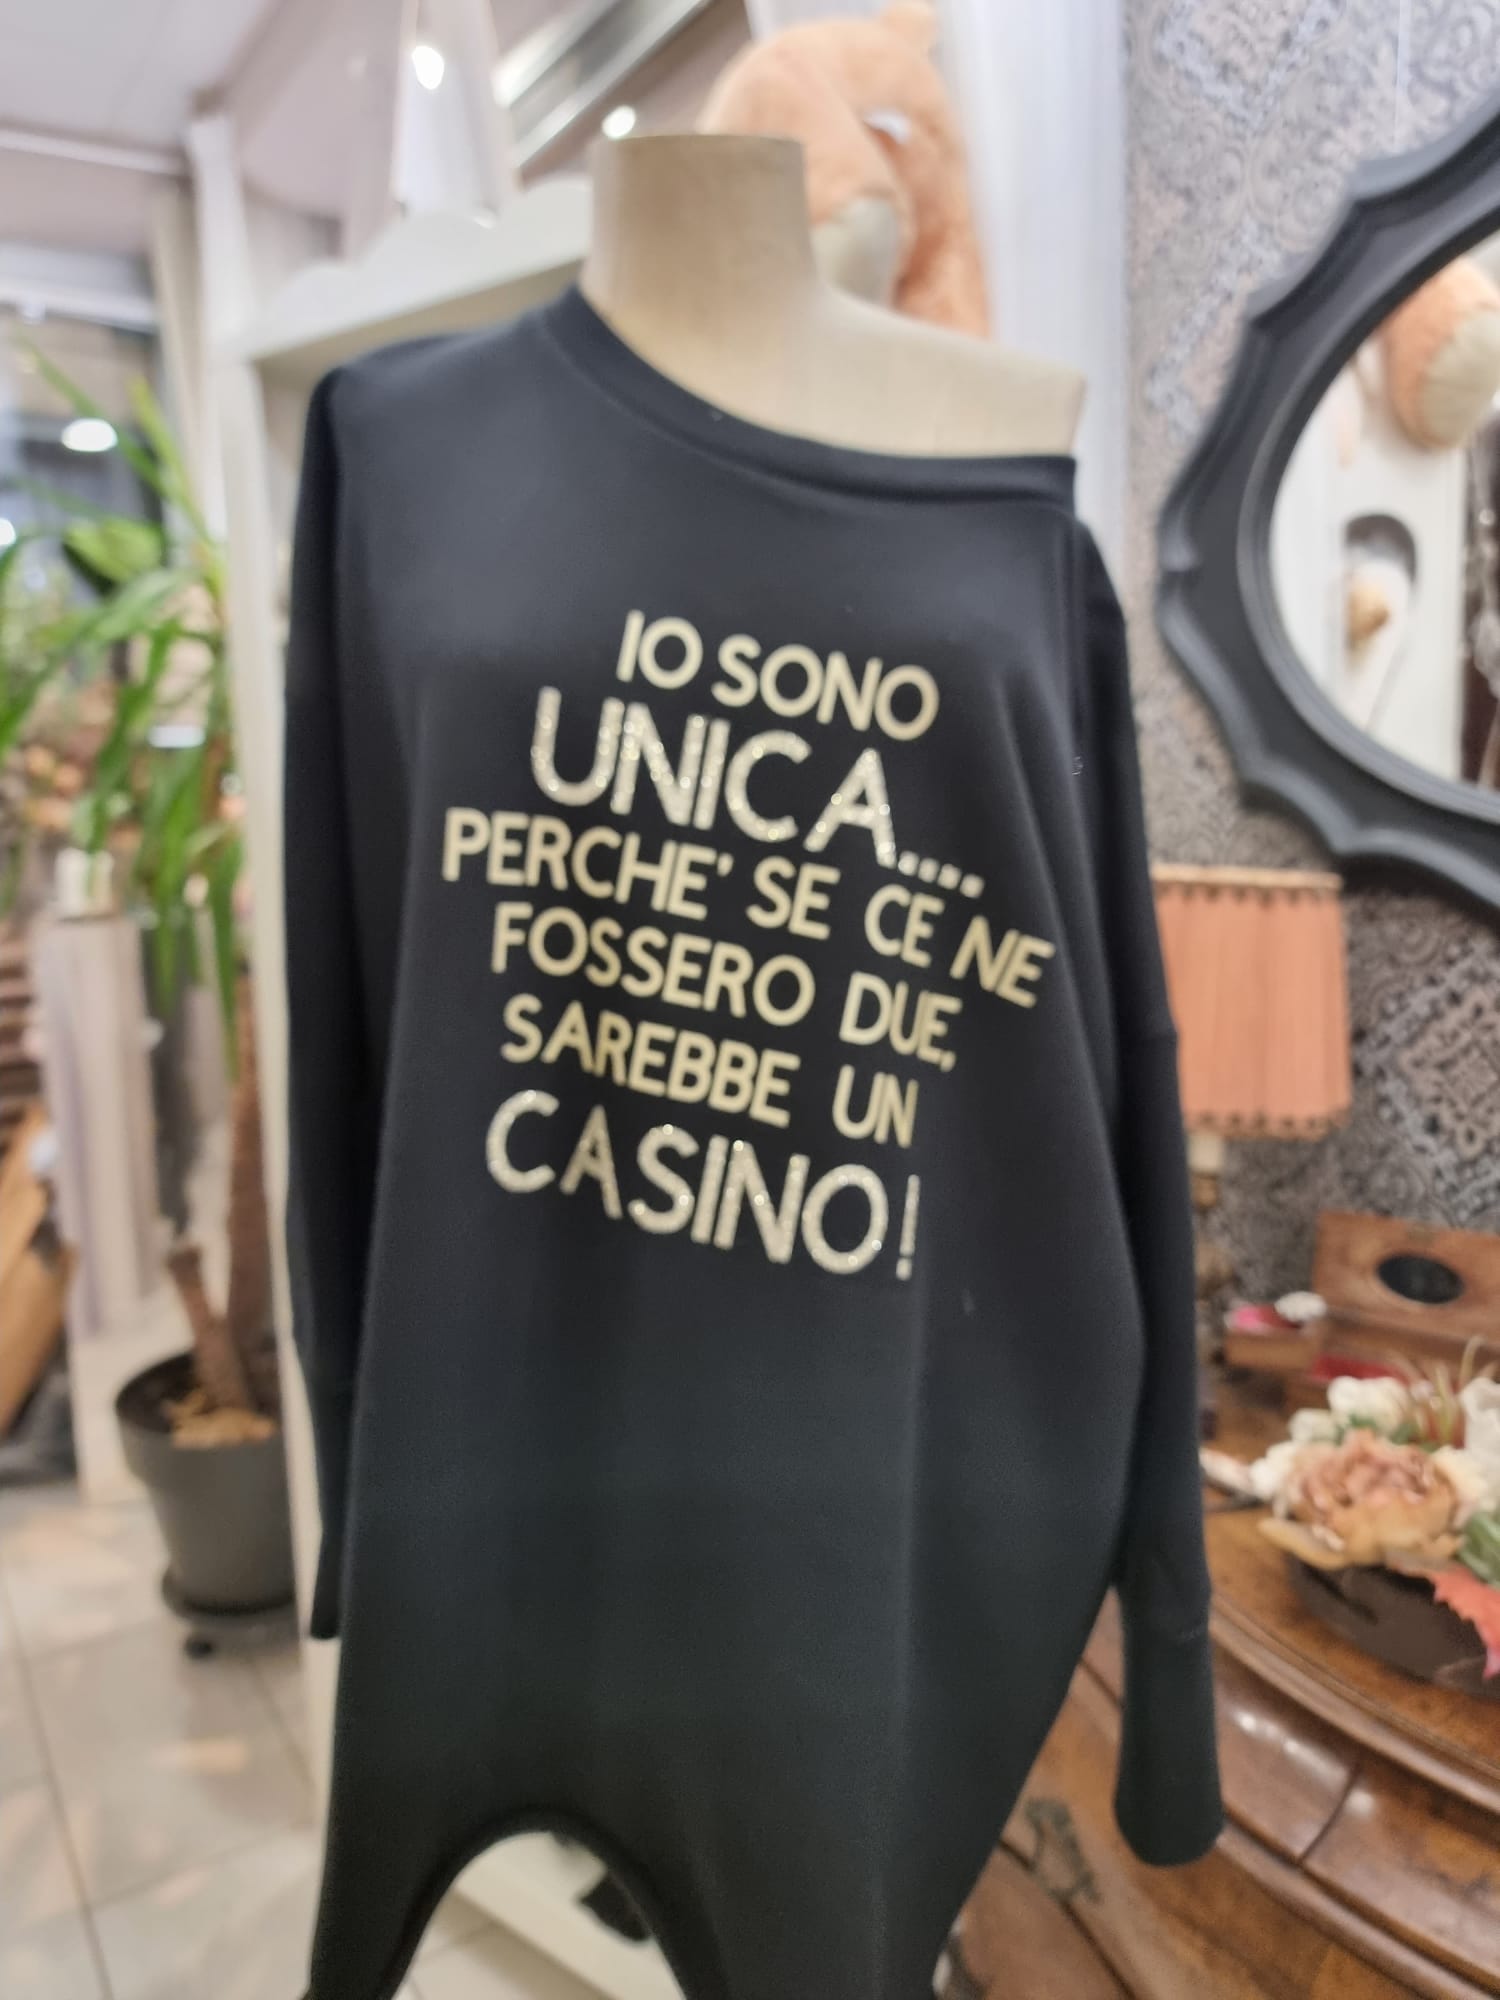 IO SONO
UNICA....
PERCHE' SE CE NE
FOSSERO DUE,
SAREBBE UN
CASINO!